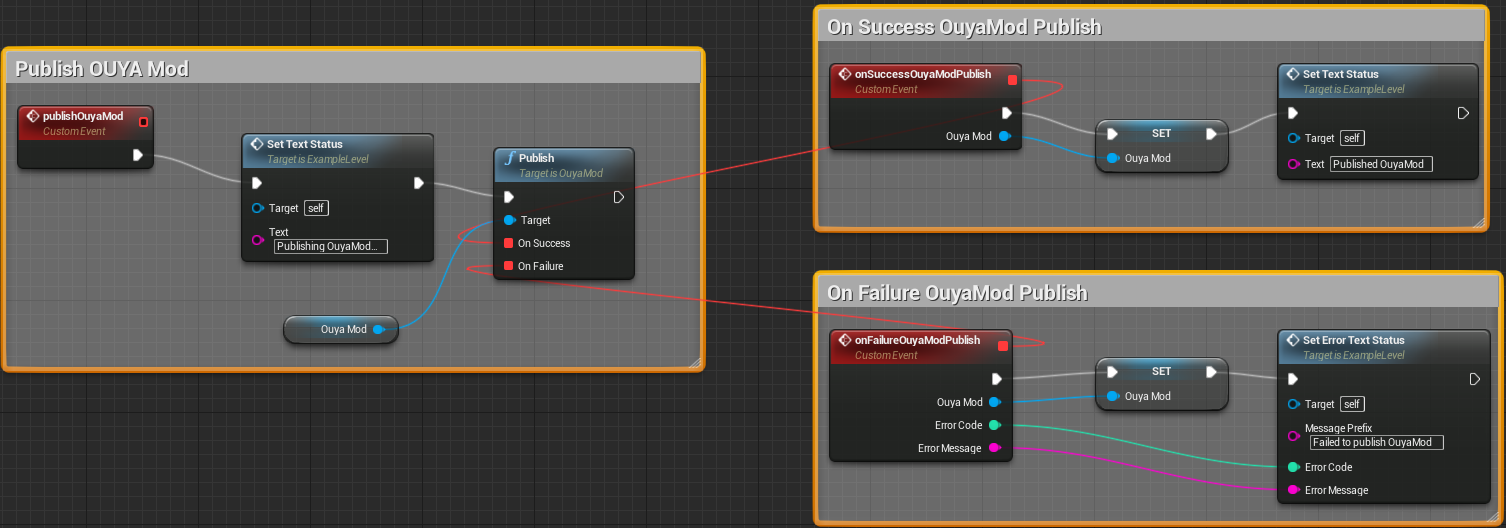 Publish OUYA Mod
publishOuyaMod
Custom Event
Set Text Status
Target is ExampleLevel
Target self
Text
Publishing OuyaMod...
f Publish
Target is OuyaMod
Target
On Success
On Failure
Ouya Mod
On Success OuyaMod Publish
onSuccessOuyaModPublish
Custom Event
Ouya Mod
SET
Ouya Mod
Set Text Status
Target is ExampleLevel
Target self
Text Published OuyaMod
On Failure OuyaMod Publish
onFailureOuyaModPublish
Custom Event
Ouya Mod
Error Code
Error Message
SET
Ouya Mod
Set Error Text Status
Target is ExampleLevel
Target self
Message Prefix
Failed to publish OuyaMod
Error Code
Error Message